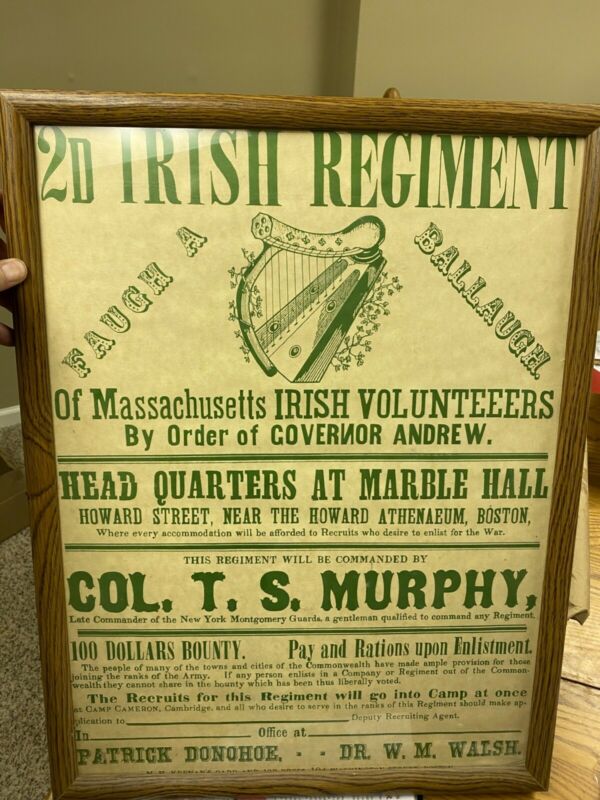 2D IRISH REGIMENT
FAUGH A
BALLAUGH.
Of Massachusetts IRISH VOLUNTEEERS
By Order of GOVERNOR ANDREW.
HEAD QUARTERS AT MARBLE HALL
HOWARD STREET, NEAR THE HOWARD ATHENAEUM, BOSTON,
Where every accommodation will be afforded to Recruits who desire to enlist for the War.
THIS REGIMENT WILL BE COMMANDED BY
COL. T. S. MURPHY,
Late Commander of the New York Montgomery Guards, a gentleman qualified to command any Regiment.
100 DOLLARS BOUNTY. Pay and Rations upon Enlistment.
The people of many of the towns and cities of the Commonwealth have made ample provision for those
joining the ranks of the Army. If any person enlists in a Company or Regiment out of the Common-
wealth they cannot share in the bounty which has been thus liberally voted.
The Recruits for this Regiment will go into Camp at once
at CAMP CAMERON, Cambridge, and all who desire to serve in the ranks of this Regiment should make ap-
plication to Deputy Recruiting Agent.
In Office at
PATRICK DONOHOE, - - DR. W. M. WALSH.